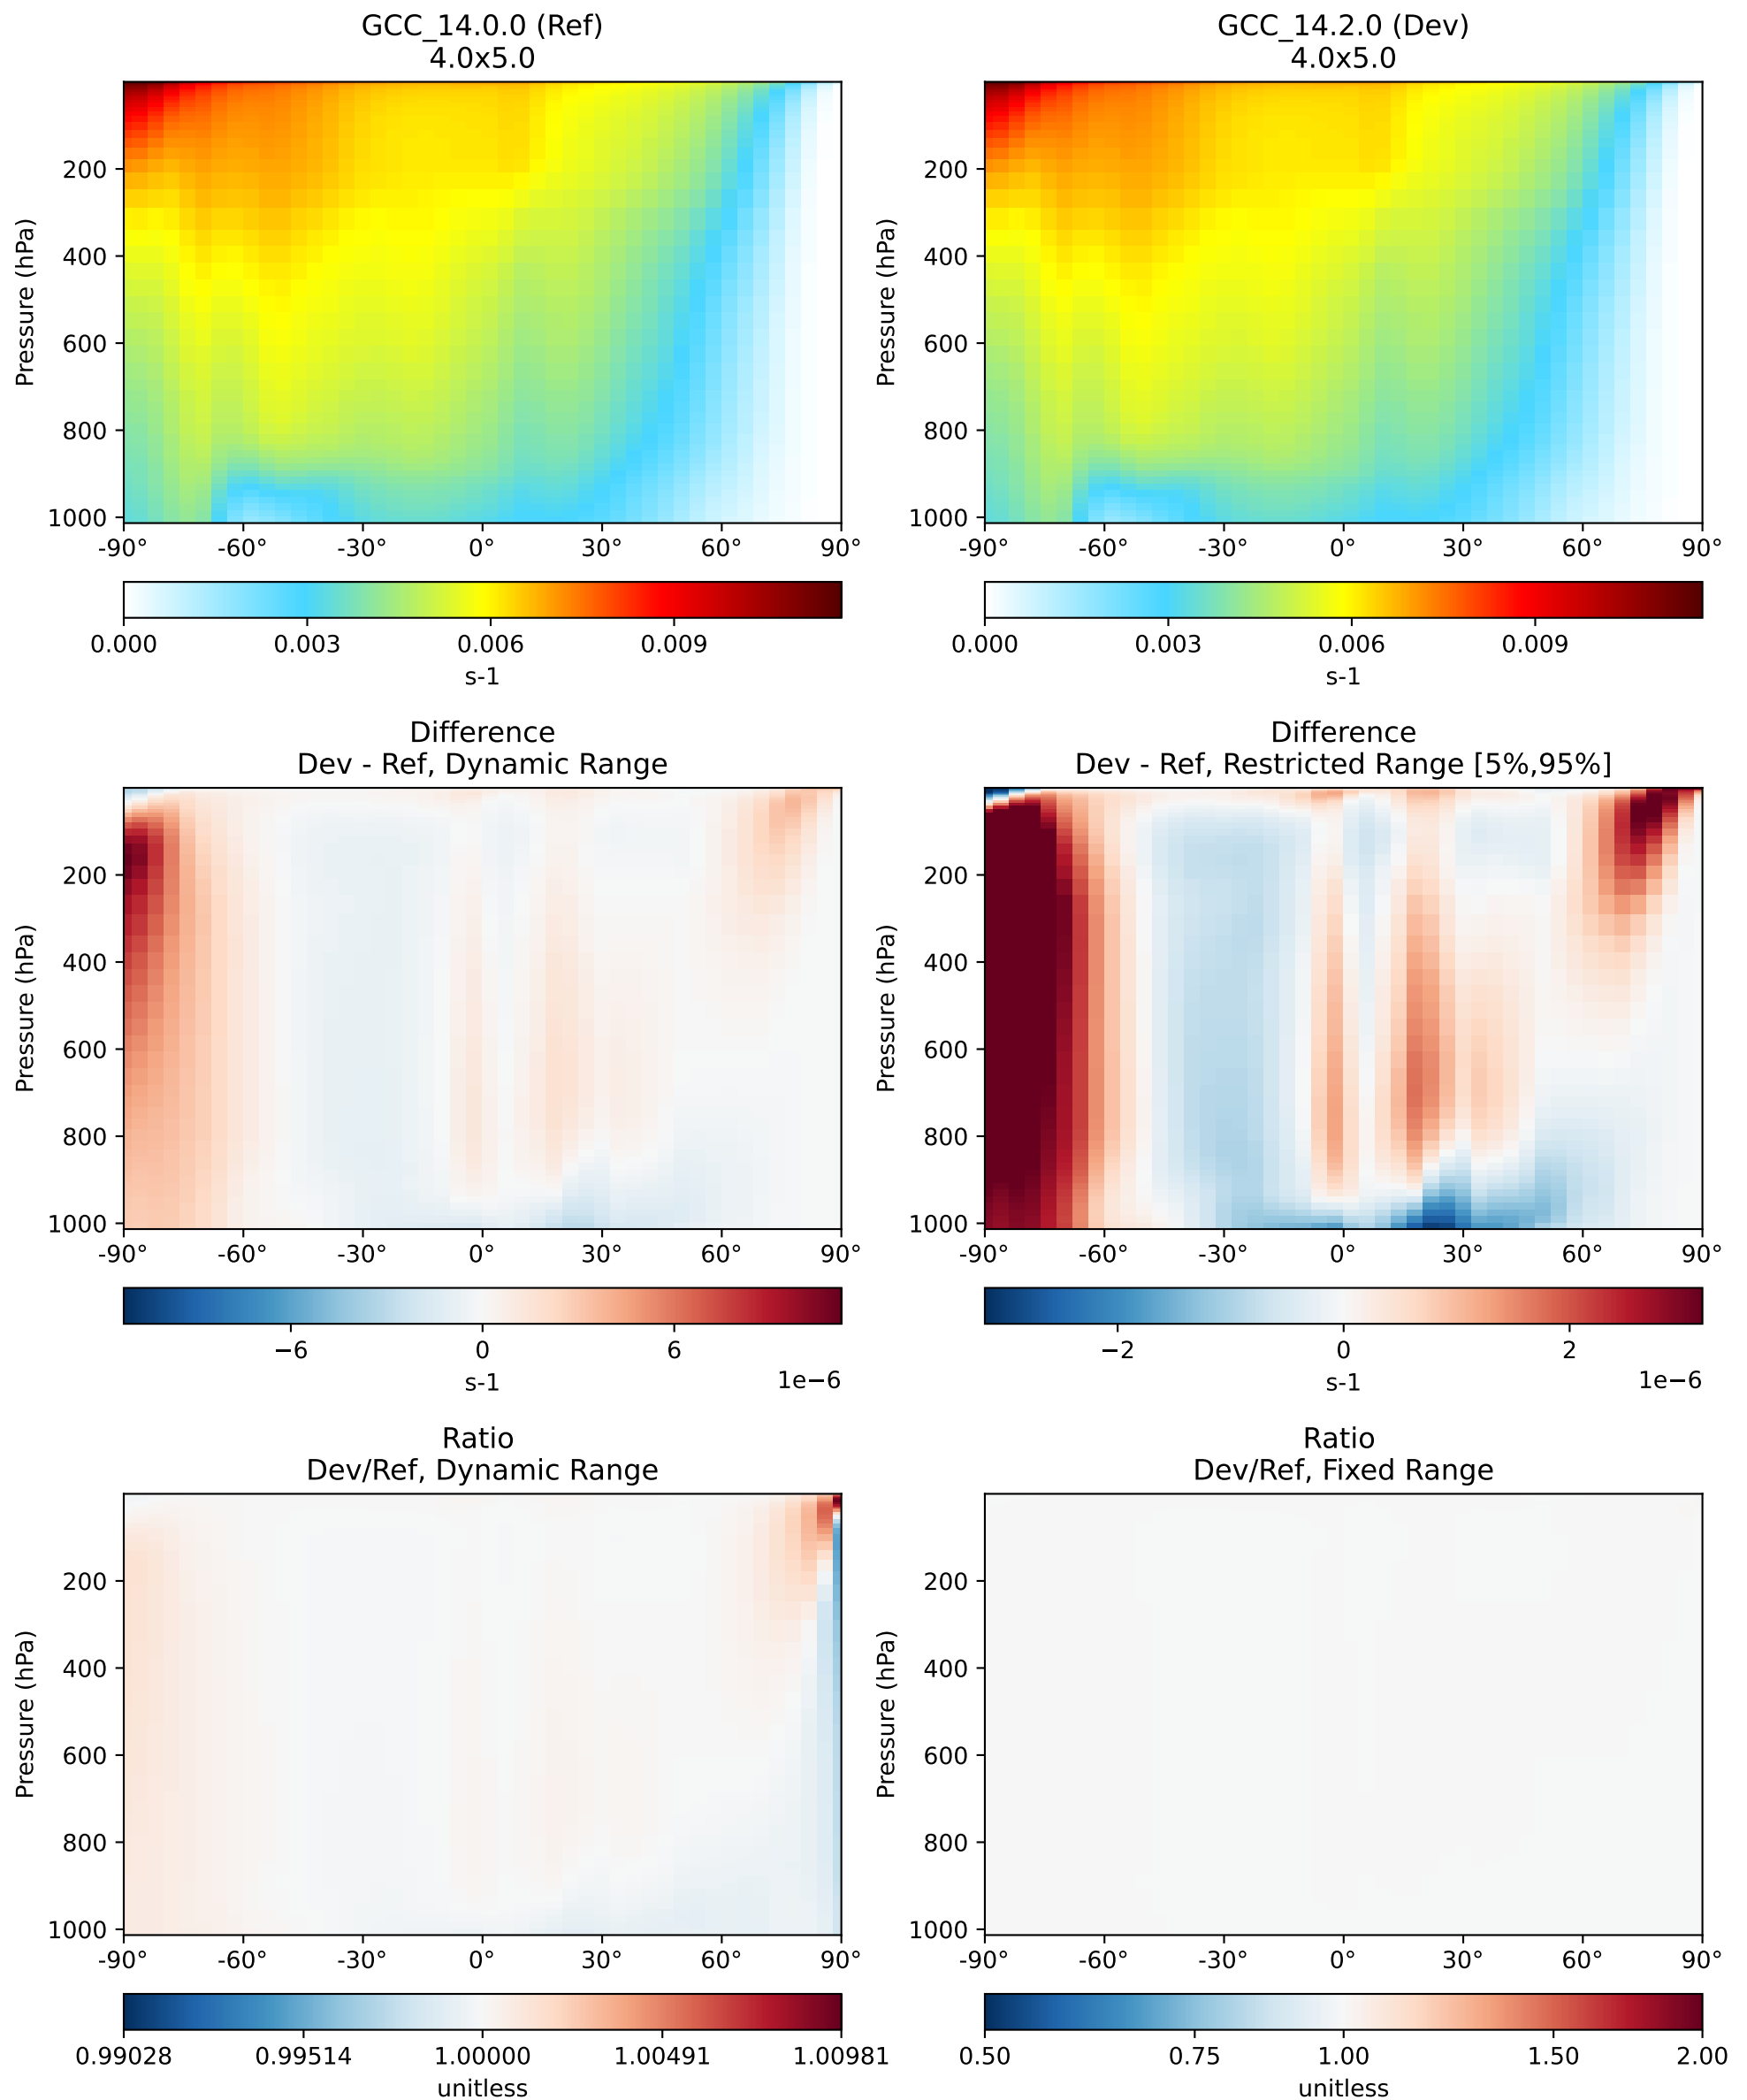 GCC_14.0.0 (Ref)
4.0x5.0
Pressure (hPa)
200
400
600
800
1000
-90° -60° -30° 0° 30° 60° 90°
0.000 0.003 0.006 0.009
s-1
GCC_14.2.0 (Dev)
4.0x5.0
Pressure (hPa)
200
400
600
800
1000
-90° -60° -30° 0° 30° 60° 90°
0.000 0.003 0.006 0.009
s-1
Difference
Dev - Ref, Dynamic Range
Pressure (hPa)
200
400
600
800
1000
-90° -60° -30° 0° 30° 60° 90°
−6 0 6
s-1 1e−6
Difference
Dev - Ref, Restricted Range [5%,95%]
Pressure (hPa)
200
400
600
800
1000
-90° -60° -30° 0° 30° 60° 90°
−2 0 2
s-1 1e−6
Ratio
Dev/Ref, Dynamic Range
Pressure (hPa)
200
400
600
800
1000
-90° -60° -30° 0° 30° 60° 90°
0.99028 0.99514 1.00000 1.00491 1.00981
unitless
Ratio
Dev/Ref, Fixed Range
Pressure (hPa)
200
400
600
800
1000
-90° -60° -30° 0° 30° 60° 90°
0.50 0.75 1.00 1.50 2.00
unitless